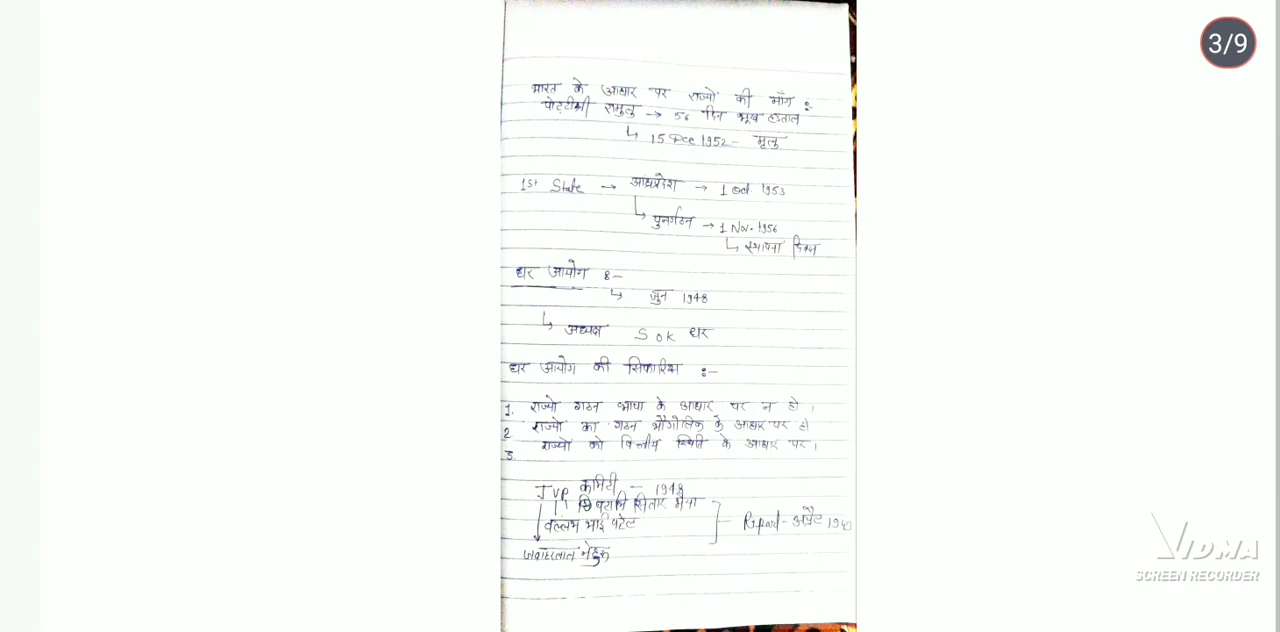 3/9
भारत के आधार पर राज्यों की माँग :-
पोट्टीश्री रामुलु → 56 दिन भूख हड़ताल
↳ 15 Dec 1952 - मृत्यु
1st State → आंध्रप्रदेश → 1 Oct. 1953
↳ पुनर्गठन → 1 Nov. 1956
↳ स्थापना दिवस
धर आयोग :-
↳ जुन 1948
↳ अध्यक्ष S o K धर
धर आयोग की सिफारिश :-
1. राज्यो गठन भाषा के आधार पर न हो।
2 राज्यों का गठन भौगोलिक के आधार पर हो
3. राज्यों को वित्तीय स्थिति के आधार पर।
JVP कमिटी - 1948
सितार मैया
वल्लभ भाई पटेल
Report - अप्रैल
जवाहरलाल नेहरू
VIDMA
SCREEN RECORDER